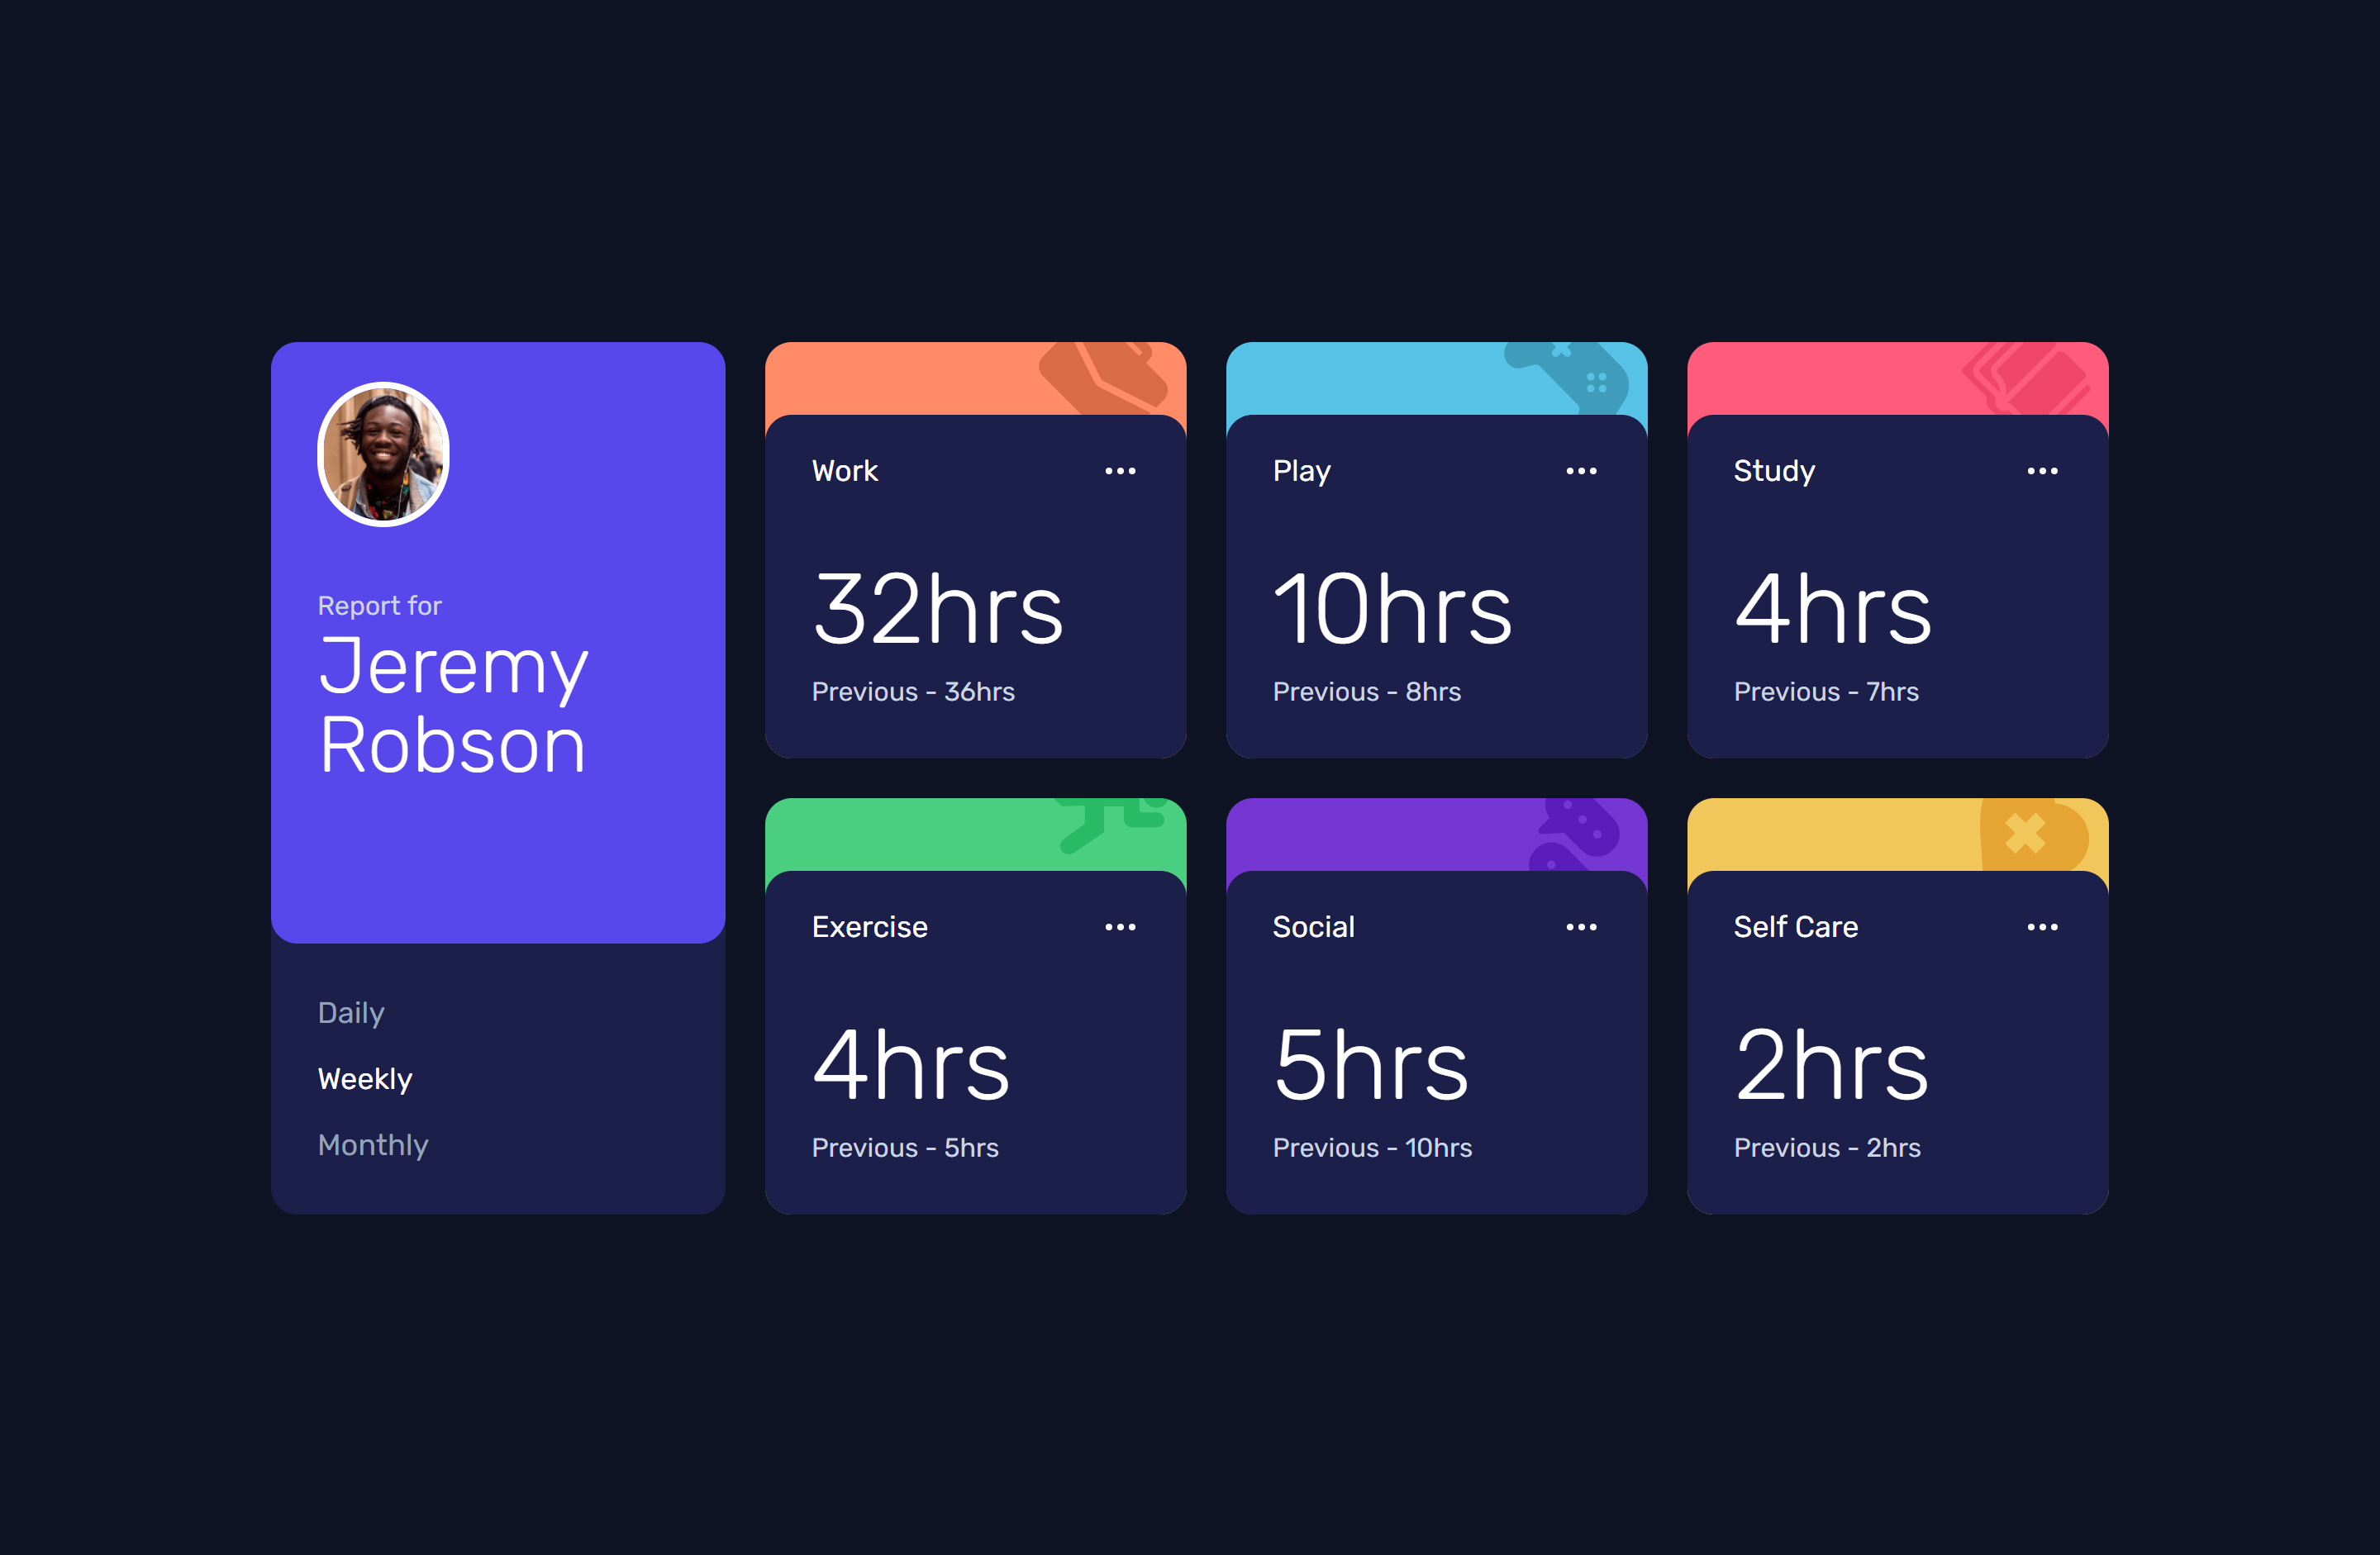 Report for
Jeremy
Robson
Daily
Weekly
Monthly
Work
32hrs
Previous - 36hrs
Play
10hrs
Previous - 8hrs
Study
4hrs
Previous - 7hrs
Exercise
4hrs
Previous - 5hrs
Social
5hrs
Previous - 10hrs
Self Care
2hrs
Previous - 2hrs